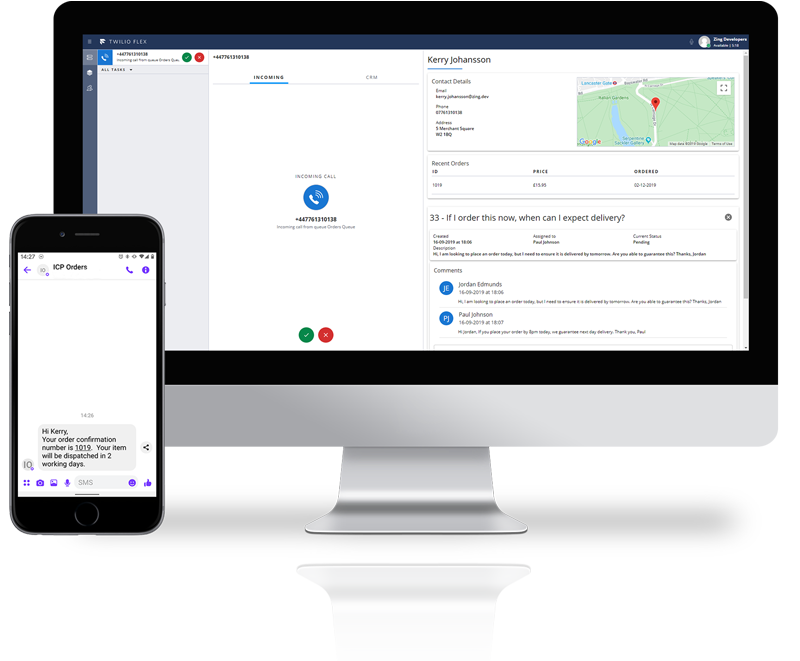 TWILIO FLEX
Zing Developers
Available | 5:18
+447761310138
Incoming call from queue Orders Queu
ALL TASKS
+447761310138
INCOMING
CRM
INCOMING CALL
+447761310138
Incoming call from queue Orders Queue
Kerry Johansson
Contact Details
Email
kerry.johansson@zing.dev
Phone
07761310138
Address
5 Merchant Square
W2 1BQ
Lancaster Gate
Italian Gardens
Serpentine
Sackler Gallery
Google
Map data ©2019 Google
Terms of Use
Recent Orders
ID PRICE ORDERED
1019 £15.95 02-12-2019
33 - If I order this now, when can I expect delivery?
Created Assigned to Current Status
16-09-2019 at 18:06 Paul Johnson Pending
Description
Hi, I am looking to place an order today, but I need to ensure it is delivered by tomorrow. Are you able to guarantee this? Thanks, Jordan
Comments
JE
Jordan Edmunds
16-09-2019 at 18:06
Hi, I am looking to place an order today, but I need to ensure it is delivered by tomorrow. Are you able to guarantee this? Thanks, Jordan
PJ
Paul Johnson
16-09-2019 at 18:07
Hi Jordan, If you place your order by 8pm today, we guarantee next day delivery. Thank you, Paul
14:27
IO
ICP Orders
14:26
Hi Kerry,
Your order confirmation
number is 1019. Your item
will be dispatched in 2
working days.
IO
SMS